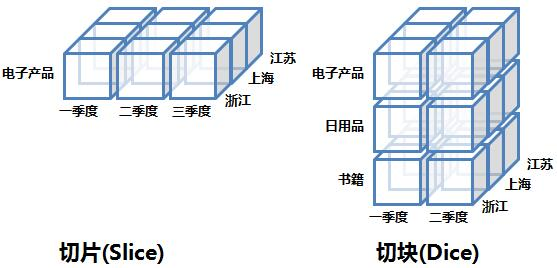 电子产品
江苏
上海
浙江
一季度 二季度 三季度
切片(Slice)
电子产品
日用品
书籍
江苏
上海
浙江
一季度 二季度
切块(Dice)